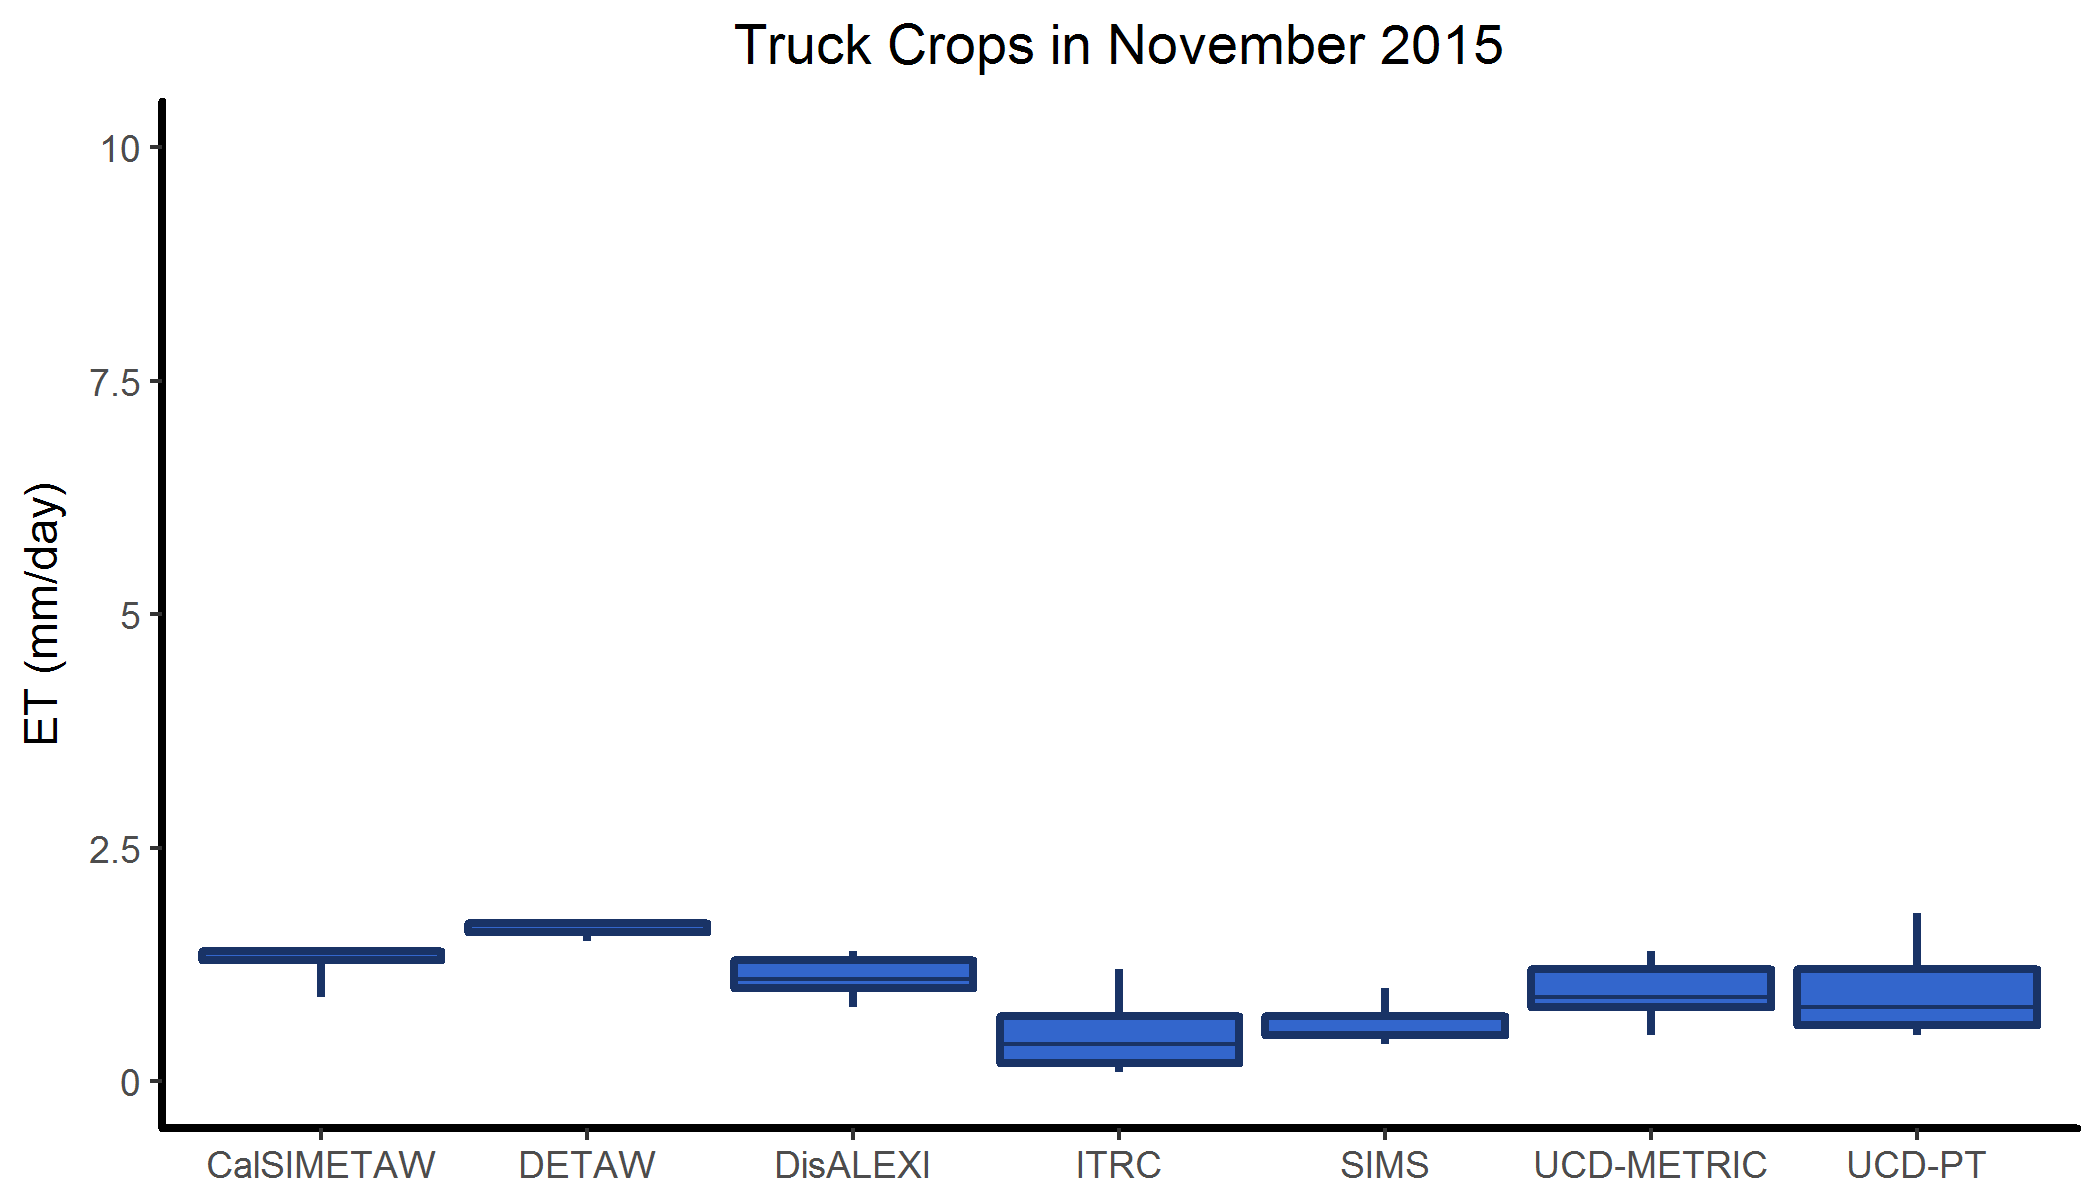 Truck Crops in November 2015
ET (mm/day)
10
7.5
5
2.5
0
CalSIMETAW DETAW DisALEXI ITRC SIMS UCD-METRIC UCD-PT